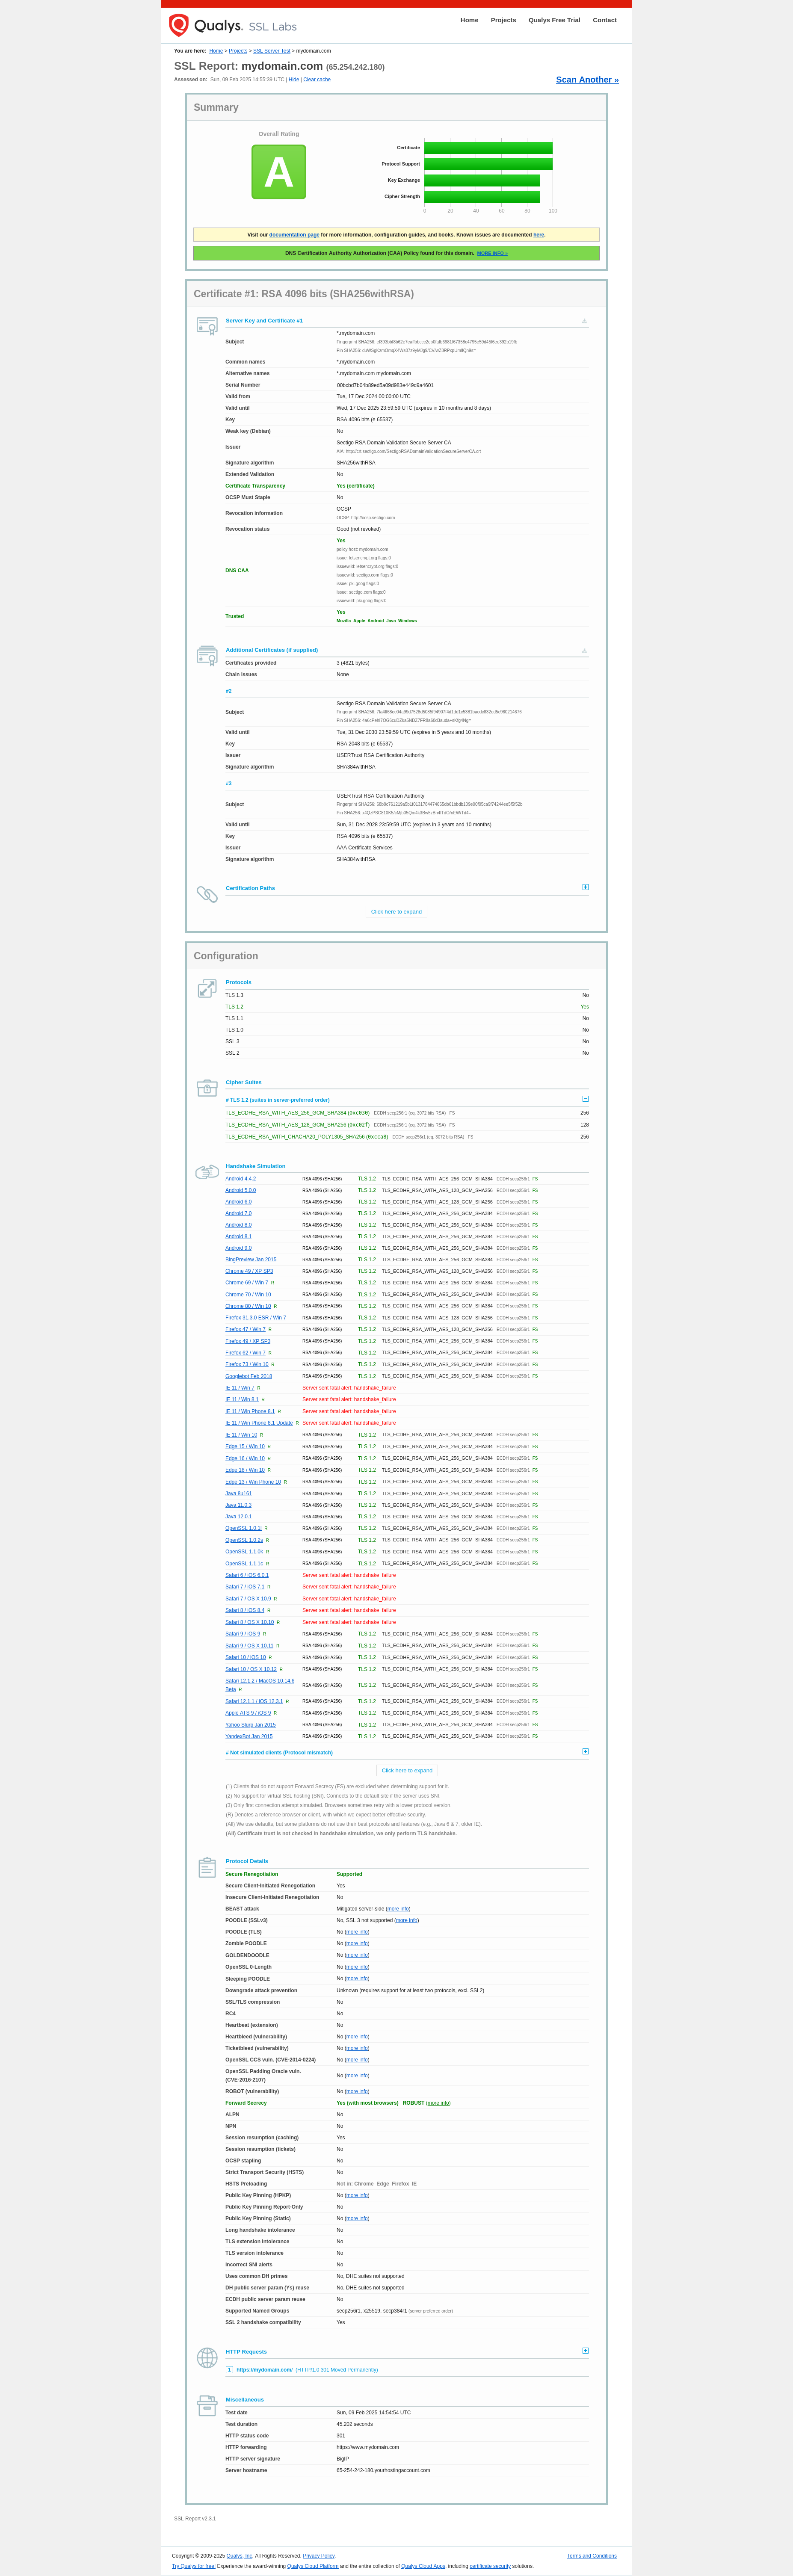 Qualys. SSL Labs
Home Projects Qualys Free Trial Contact
You are here: Home > Projects > SSL Server Test > mydomain.com
SSL Report: mydomain.com (65.254.242.180)
Assessed on: Sun, 09 Feb 2025 14:55:39 UTC | Hide | Clear cache
Scan Another »
Summary
Overall Rating
A
Certificate
Protocol Support
Key Exchange
Cipher Strength
0 20 40 60 80 100
Visit our documentation page for more information, configuration guides, and books. Known issues are documented here.
DNS Certification Authority Authorization (CAA) Policy found for this domain. MORE INFO »
Certificate #1: RSA 4096 bits (SHA256withRSA)
Server Key and Certificate #1
Subject *.mydomain.com
Common names *.mydomain.com
Alternative names *.mydomain.com mydomain.com
Serial Number 00bcbd7b04b89ed5a09d983e449d9a4601
Valid from Tue, 17 Dec 2024 00:00:00 UTC
Valid until Wed, 17 Dec 2025 23:59:59 UTC (expires in 10 months and 8 days)
Key RSA 4096 bits (e 65537)
Weak key (Debian) No
Issuer Sectigo RSA Domain Validation Secure Server CA
AIA: http://crt.sectigo.com/SectigoRSADomainValidationSecureServerCA.crt
Signature algorithm SHA256withRSA
Extended Validation No
Certificate Transparency Yes (certificate)
OCSP Must Staple No
Revocation information OCSP
OCSP: http://ocsp.sectigo.com
Revocation status Good (not revoked)
DNS CAA Yes
policy host: mydomain.com
issue: letsencrypt.org flags:0
issuewild: letsencrypt.org flags:0
issuewild: sectigo.com flags:0
issue: pki.goog flags:0
issue: sectigo.com flags:0
issuewild: pki.goog flags:0
Trusted Yes
Mozilla Apple Android Java Windows
Additional Certificates (if supplied)
Certificates provided 3 (4821 bytes)
Chain issues None
#2
Subject Sectigo RSA Domain Validation Secure Server CA
Valid until Tue, 31 Dec 2030 23:59:59 UTC (expires in 5 years and 10 months)
Key RSA 2048 bits (e 65537)
Issuer USERTrust RSA Certification Authority
Signature algorithm SHA384withRSA
#3
Subject USERTrust RSA Certification Authority
Valid until Sun, 31 Dec 2028 23:59:59 UTC (expires in 3 years and 10 months)
Key RSA 4096 bits (e 65537)
Issuer AAA Certificate Services
Signature algorithm SHA384withRSA
Certification Paths
Click here to expand
Configuration
Protocols
TLS 1.3 No
TLS 1.2 Yes
TLS 1.1 No
TLS 1.0 No
SSL 3 No
SSL 2 No
Cipher Suites
# TLS 1.2 (suites in server-preferred order)
TLS_ECDHE_RSA_WITH_AES_256_GCM_SHA384 (0xc030) ECDH secp256r1 (eq. 3072 bits RSA) FS 256
TLS_ECDHE_RSA_WITH_AES_128_GCM_SHA256 (0xc02f) ECDH secp256r1 (eq. 3072 bits RSA) FS 128
TLS_ECDHE_RSA_WITH_CHACHA20_POLY1305_SHA256 (0xcca8) ECDH secp256r1 (eq. 3072 bits RSA) FS 256
Handshake Simulation
Android 4.4.2 RSA 4096 (SHA256) TLS 1.2 TLS_ECDHE_RSA_WITH_AES_256_GCM_SHA384 ECDH secp256r1 FS
Android 5.0.0 RSA 4096 (SHA256) TLS 1.2 TLS_ECDHE_RSA_WITH_AES_128_GCM_SHA256 ECDH secp256r1 FS
Android 6.0 RSA 4096 (SHA256) TLS 1.2 TLS_ECDHE_RSA_WITH_AES_128_GCM_SHA256 ECDH secp256r1 FS
Android 7.0 RSA 4096 (SHA256) TLS 1.2 TLS_ECDHE_RSA_WITH_AES_256_GCM_SHA384 ECDH secp256r1 FS
Android 8.0 RSA 4096 (SHA256) TLS 1.2 TLS_ECDHE_RSA_WITH_AES_256_GCM_SHA384 ECDH secp256r1 FS
Android 8.1 RSA 4096 (SHA256) TLS 1.2 TLS_ECDHE_RSA_WITH_AES_256_GCM_SHA384 ECDH secp256r1 FS
Android 9.0 RSA 4096 (SHA256) TLS 1.2 TLS_ECDHE_RSA_WITH_AES_256_GCM_SHA384 ECDH secp256r1 FS
BingPreview Jan 2015 RSA 4096 (SHA256) TLS 1.2 TLS_ECDHE_RSA_WITH_AES_256_GCM_SHA384 ECDH secp256r1 FS
Chrome 49 / XP SP3 RSA 4096 (SHA256) TLS 1.2 TLS_ECDHE_RSA_WITH_AES_128_GCM_SHA256 ECDH secp256r1 FS
Chrome 69 / Win 7 R RSA 4096 (SHA256) TLS 1.2 TLS_ECDHE_RSA_WITH_AES_256_GCM_SHA384 ECDH secp256r1 FS
Chrome 70 / Win 10 RSA 4096 (SHA256) TLS 1.2 TLS_ECDHE_RSA_WITH_AES_256_GCM_SHA384 ECDH secp256r1 FS
Chrome 80 / Win 10 R RSA 4096 (SHA256) TLS 1.2 TLS_ECDHE_RSA_WITH_AES_256_GCM_SHA384 ECDH secp256r1 FS
Firefox 31.3.0 ESR / Win 7 RSA 4096 (SHA256) TLS 1.2 TLS_ECDHE_RSA_WITH_AES_128_GCM_SHA256 ECDH secp256r1 FS
Firefox 47 / Win 7 R RSA 4096 (SHA256) TLS 1.2 TLS_ECDHE_RSA_WITH_AES_128_GCM_SHA256 ECDH secp256r1 FS
Firefox 49 / XP SP3 RSA 4096 (SHA256) TLS 1.2 TLS_ECDHE_RSA_WITH_AES_256_GCM_SHA384 ECDH secp256r1 FS
Firefox 62 / Win 7 R RSA 4096 (SHA256) TLS 1.2 TLS_ECDHE_RSA_WITH_AES_256_GCM_SHA384 ECDH secp256r1 FS
Firefox 73 / Win 10 R RSA 4096 (SHA256) TLS 1.2 TLS_ECDHE_RSA_WITH_AES_256_GCM_SHA384 ECDH secp256r1 FS
Googlebot Feb 2018 RSA 4096 (SHA256) TLS 1.2 TLS_ECDHE_RSA_WITH_AES_256_GCM_SHA384 ECDH secp256r1 FS
IE 11 / Win 7 R Server sent fatal alert: handshake_failure
IE 11 / Win 8.1 R Server sent fatal alert: handshake_failure
IE 11 / Win Phone 8.1 R Server sent fatal alert: handshake_failure
IE 11 / Win Phone 8.1 Update R Server sent fatal alert: handshake_failure
IE 11 / Win 10 R RSA 4096 (SHA256) TLS 1.2 TLS_ECDHE_RSA_WITH_AES_256_GCM_SHA384 ECDH secp256r1 FS
Edge 15 / Win 10 R RSA 4096 (SHA256) TLS 1.2 TLS_ECDHE_RSA_WITH_AES_256_GCM_SHA384 ECDH secp256r1 FS
Edge 16 / Win 10 R RSA 4096 (SHA256) TLS 1.2 TLS_ECDHE_RSA_WITH_AES_256_GCM_SHA384 ECDH secp256r1 FS
Edge 18 / Win 10 R RSA 4096 (SHA256) TLS 1.2 TLS_ECDHE_RSA_WITH_AES_256_GCM_SHA384 ECDH secp256r1 FS
Edge 13 / Win Phone 10 R RSA 4096 (SHA256) TLS 1.2 TLS_ECDHE_RSA_WITH_AES_256_GCM_SHA384 ECDH secp256r1 FS
Java 8u161 RSA 4096 (SHA256) TLS 1.2 TLS_ECDHE_RSA_WITH_AES_256_GCM_SHA384 ECDH secp256r1 FS
Java 11.0.3 RSA 4096 (SHA256) TLS 1.2 TLS_ECDHE_RSA_WITH_AES_256_GCM_SHA384 ECDH secp256r1 FS
Java 12.0.1 RSA 4096 (SHA256) TLS 1.2 TLS_ECDHE_RSA_WITH_AES_256_GCM_SHA384 ECDH secp256r1 FS
OpenSSL 1.0.1l R RSA 4096 (SHA256) TLS 1.2 TLS_ECDHE_RSA_WITH_AES_256_GCM_SHA384 ECDH secp256r1 FS
OpenSSL 1.0.2s R RSA 4096 (SHA256) TLS 1.2 TLS_ECDHE_RSA_WITH_AES_256_GCM_SHA384 ECDH secp256r1 FS
OpenSSL 1.1.0k R RSA 4096 (SHA256) TLS 1.2 TLS_ECDHE_RSA_WITH_AES_256_GCM_SHA384 ECDH secp256r1 FS
OpenSSL 1.1.1c R RSA 4096 (SHA256) TLS 1.2 TLS_ECDHE_RSA_WITH_AES_256_GCM_SHA384 ECDH secp256r1 FS
Safari 6 / iOS 6.0.1 Server sent fatal alert: handshake_failure
Safari 7 / iOS 7.1 R Server sent fatal alert: handshake_failure
Safari 7 / OS X 10.9 R Server sent fatal alert: handshake_failure
Safari 8 / iOS 8.4 R Server sent fatal alert: handshake_failure
Safari 8 / OS X 10.10 R Server sent fatal alert: handshake_failure
Safari 9 / iOS 9 R RSA 4096 (SHA256) TLS 1.2 TLS_ECDHE_RSA_WITH_AES_256_GCM_SHA384 ECDH secp256r1 FS
Safari 9 / OS X 10.11 R RSA 4096 (SHA256) TLS 1.2 TLS_ECDHE_RSA_WITH_AES_256_GCM_SHA384 ECDH secp256r1 FS
Safari 10 / iOS 10 R RSA 4096 (SHA256) TLS 1.2 TLS_ECDHE_RSA_WITH_AES_256_GCM_SHA384 ECDH secp256r1 FS
Safari 10 / OS X 10.12 R RSA 4096 (SHA256) TLS 1.2 TLS_ECDHE_RSA_WITH_AES_256_GCM_SHA384 ECDH secp256r1 FS
Safari 12.1.2 / MacOS 10.14.6 Beta R RSA 4096 (SHA256) TLS 1.2 TLS_ECDHE_RSA_WITH_AES_256_GCM_SHA384 ECDH secp256r1 FS
Safari 12.1.1 / iOS 12.3.1 R RSA 4096 (SHA256) TLS 1.2 TLS_ECDHE_RSA_WITH_AES_256_GCM_SHA384 ECDH secp256r1 FS
Apple ATS 9 / iOS 9 R RSA 4096 (SHA256) TLS 1.2 TLS_ECDHE_RSA_WITH_AES_256_GCM_SHA384 ECDH secp256r1 FS
Yahoo Slurp Jan 2015 RSA 4096 (SHA256) TLS 1.2 TLS_ECDHE_RSA_WITH_AES_256_GCM_SHA384 ECDH secp256r1 FS
YandexBot Jan 2015 RSA 4096 (SHA256) TLS 1.2 TLS_ECDHE_RSA_WITH_AES_256_GCM_SHA384 ECDH secp256r1 FS
# Not simulated clients (Protocol mismatch)
Click here to expand
(1) Clients that do not support Forward Secrecy (FS) are excluded when determining support for it.
(2) No support for virtual SSL hosting (SNI). Connects to the default site if the server uses SNI.
(3) Only first connection attempt simulated. Browsers sometimes retry with a lower protocol version.
(R) Denotes a reference browser or client, with which we expect better effective security.
(All) We use defaults, but some platforms do not use their best protocols and features (e.g., Java 6 & 7, older IE).
(All) Certificate trust is not checked in handshake simulation, we only perform TLS handshake.
Protocol Details
Secure Renegotiation Supported
Secure Client-Initiated Renegotiation Yes
Insecure Client-Initiated Renegotiation No
BEAST attack Mitigated server-side (more info)
POODLE (SSLv3) No, SSL 3 not supported (more info)
POODLE (TLS) No (more info)
Zombie POODLE No (more info)
GOLDENDOODLE No (more info)
OpenSSL 0-Length No (more info)
Sleeping POODLE No (more info)
Downgrade attack prevention Unknown (requires support for at least two protocols, excl. SSL2)
SSL/TLS compression No
RC4 No
Heartbeat (extension) No
Heartbleed (vulnerability) No (more info)
Ticketbleed (vulnerability) No (more info)
OpenSSL CCS vuln. (CVE-2014-0224) No (more info)
OpenSSL Padding Oracle vuln.
(CVE-2016-2107) No (more info)
ROBOT (vulnerability) No (more info)
Forward Secrecy Yes (with most browsers) ROBUST (more info)
ALPN No
NPN No
Session resumption (caching) Yes
Session resumption (tickets) No
OCSP stapling No
Strict Transport Security (HSTS) No
HSTS Preloading Not in: Chrome Edge Firefox IE
Public Key Pinning (HPKP) No (more info)
Public Key Pinning Report-Only No
Public Key Pinning (Static) No (more info)
Long handshake intolerance No
TLS extension intolerance No
TLS version intolerance No
Incorrect SNI alerts No
Uses common DH primes No, DHE suites not supported
DH public server param (Ys) reuse No, DHE suites not supported
ECDH public server param reuse No
Supported Named Groups secp256r1, x25519, secp384r1 (server preferred order)
SSL 2 handshake compatibility Yes
HTTP Requests
1 https://mydomain.com/ (HTTP/1.0 301 Moved Permanently)
Miscellaneous
Test date Sun, 09 Feb 2025 14:54:54 UTC
Test duration 45.202 seconds
HTTP status code 301
HTTP forwarding https://www.mydomain.com
HTTP server signature BigIP
Server hostname 65-254-242-180.yourhostingaccount.com
SSL Report v2.3.1
Copyright © 2009-2025 Qualys, Inc. All Rights Reserved. Privacy Policy.
Terms and Conditions
Try Qualys for free! Experience the award-winning Qualys Cloud Platform and the entire collection of Qualys Cloud Apps, including certificate security solutions.